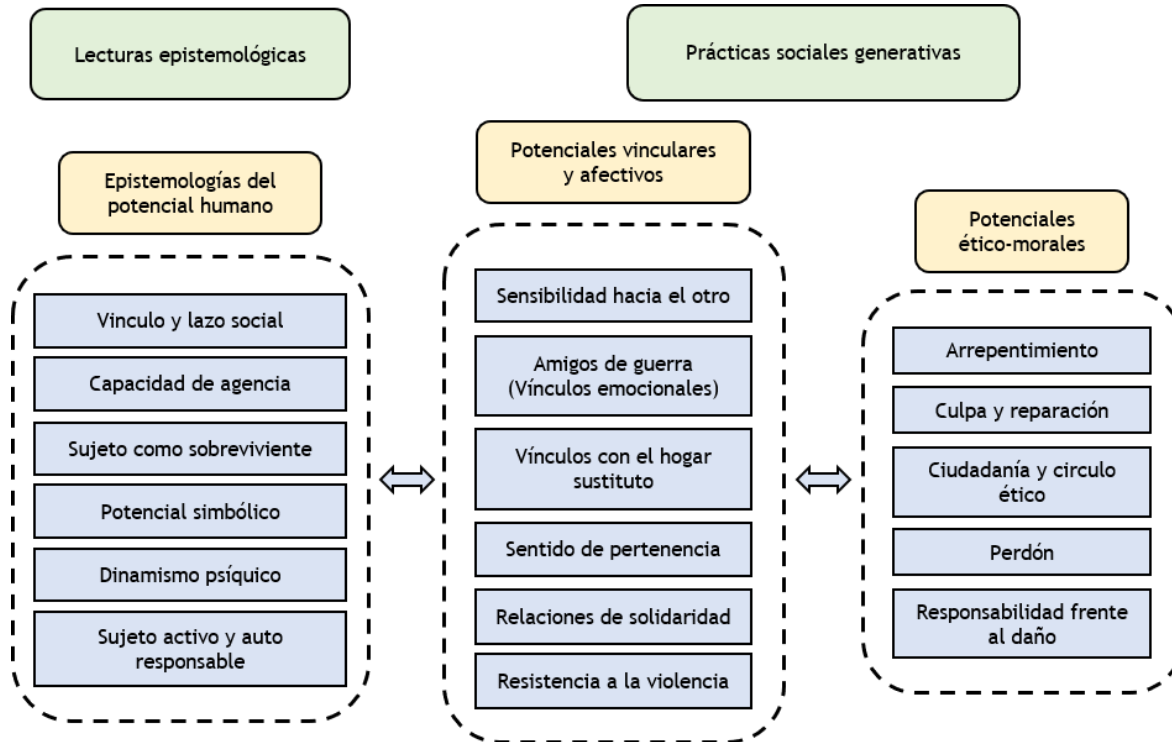 Lecturas epistemológicas
Prácticas sociales generativas
Epistemologías del
potencial humano
Vinculo y lazo social
Capacidad de agencia
Sujeto como sobreviviente
Potencial simbólico
Dinamismo psíquico
Sujeto activo y auto
responsable
Potenciales vinculares
y afectivos
Sensibilidad hacia el otro
Amigos de guerra
(Vínculos emocionales)
Vínculos con el hogar
sustituto
Sentido de pertenencia
Relaciones de solidaridad
Resistencia a la violencia
Potenciales
ético-morales
Arrepentimiento
Culpa y reparación
Ciudadanía y circulo
ético
Perdón
Responsabilidad frente
al daño